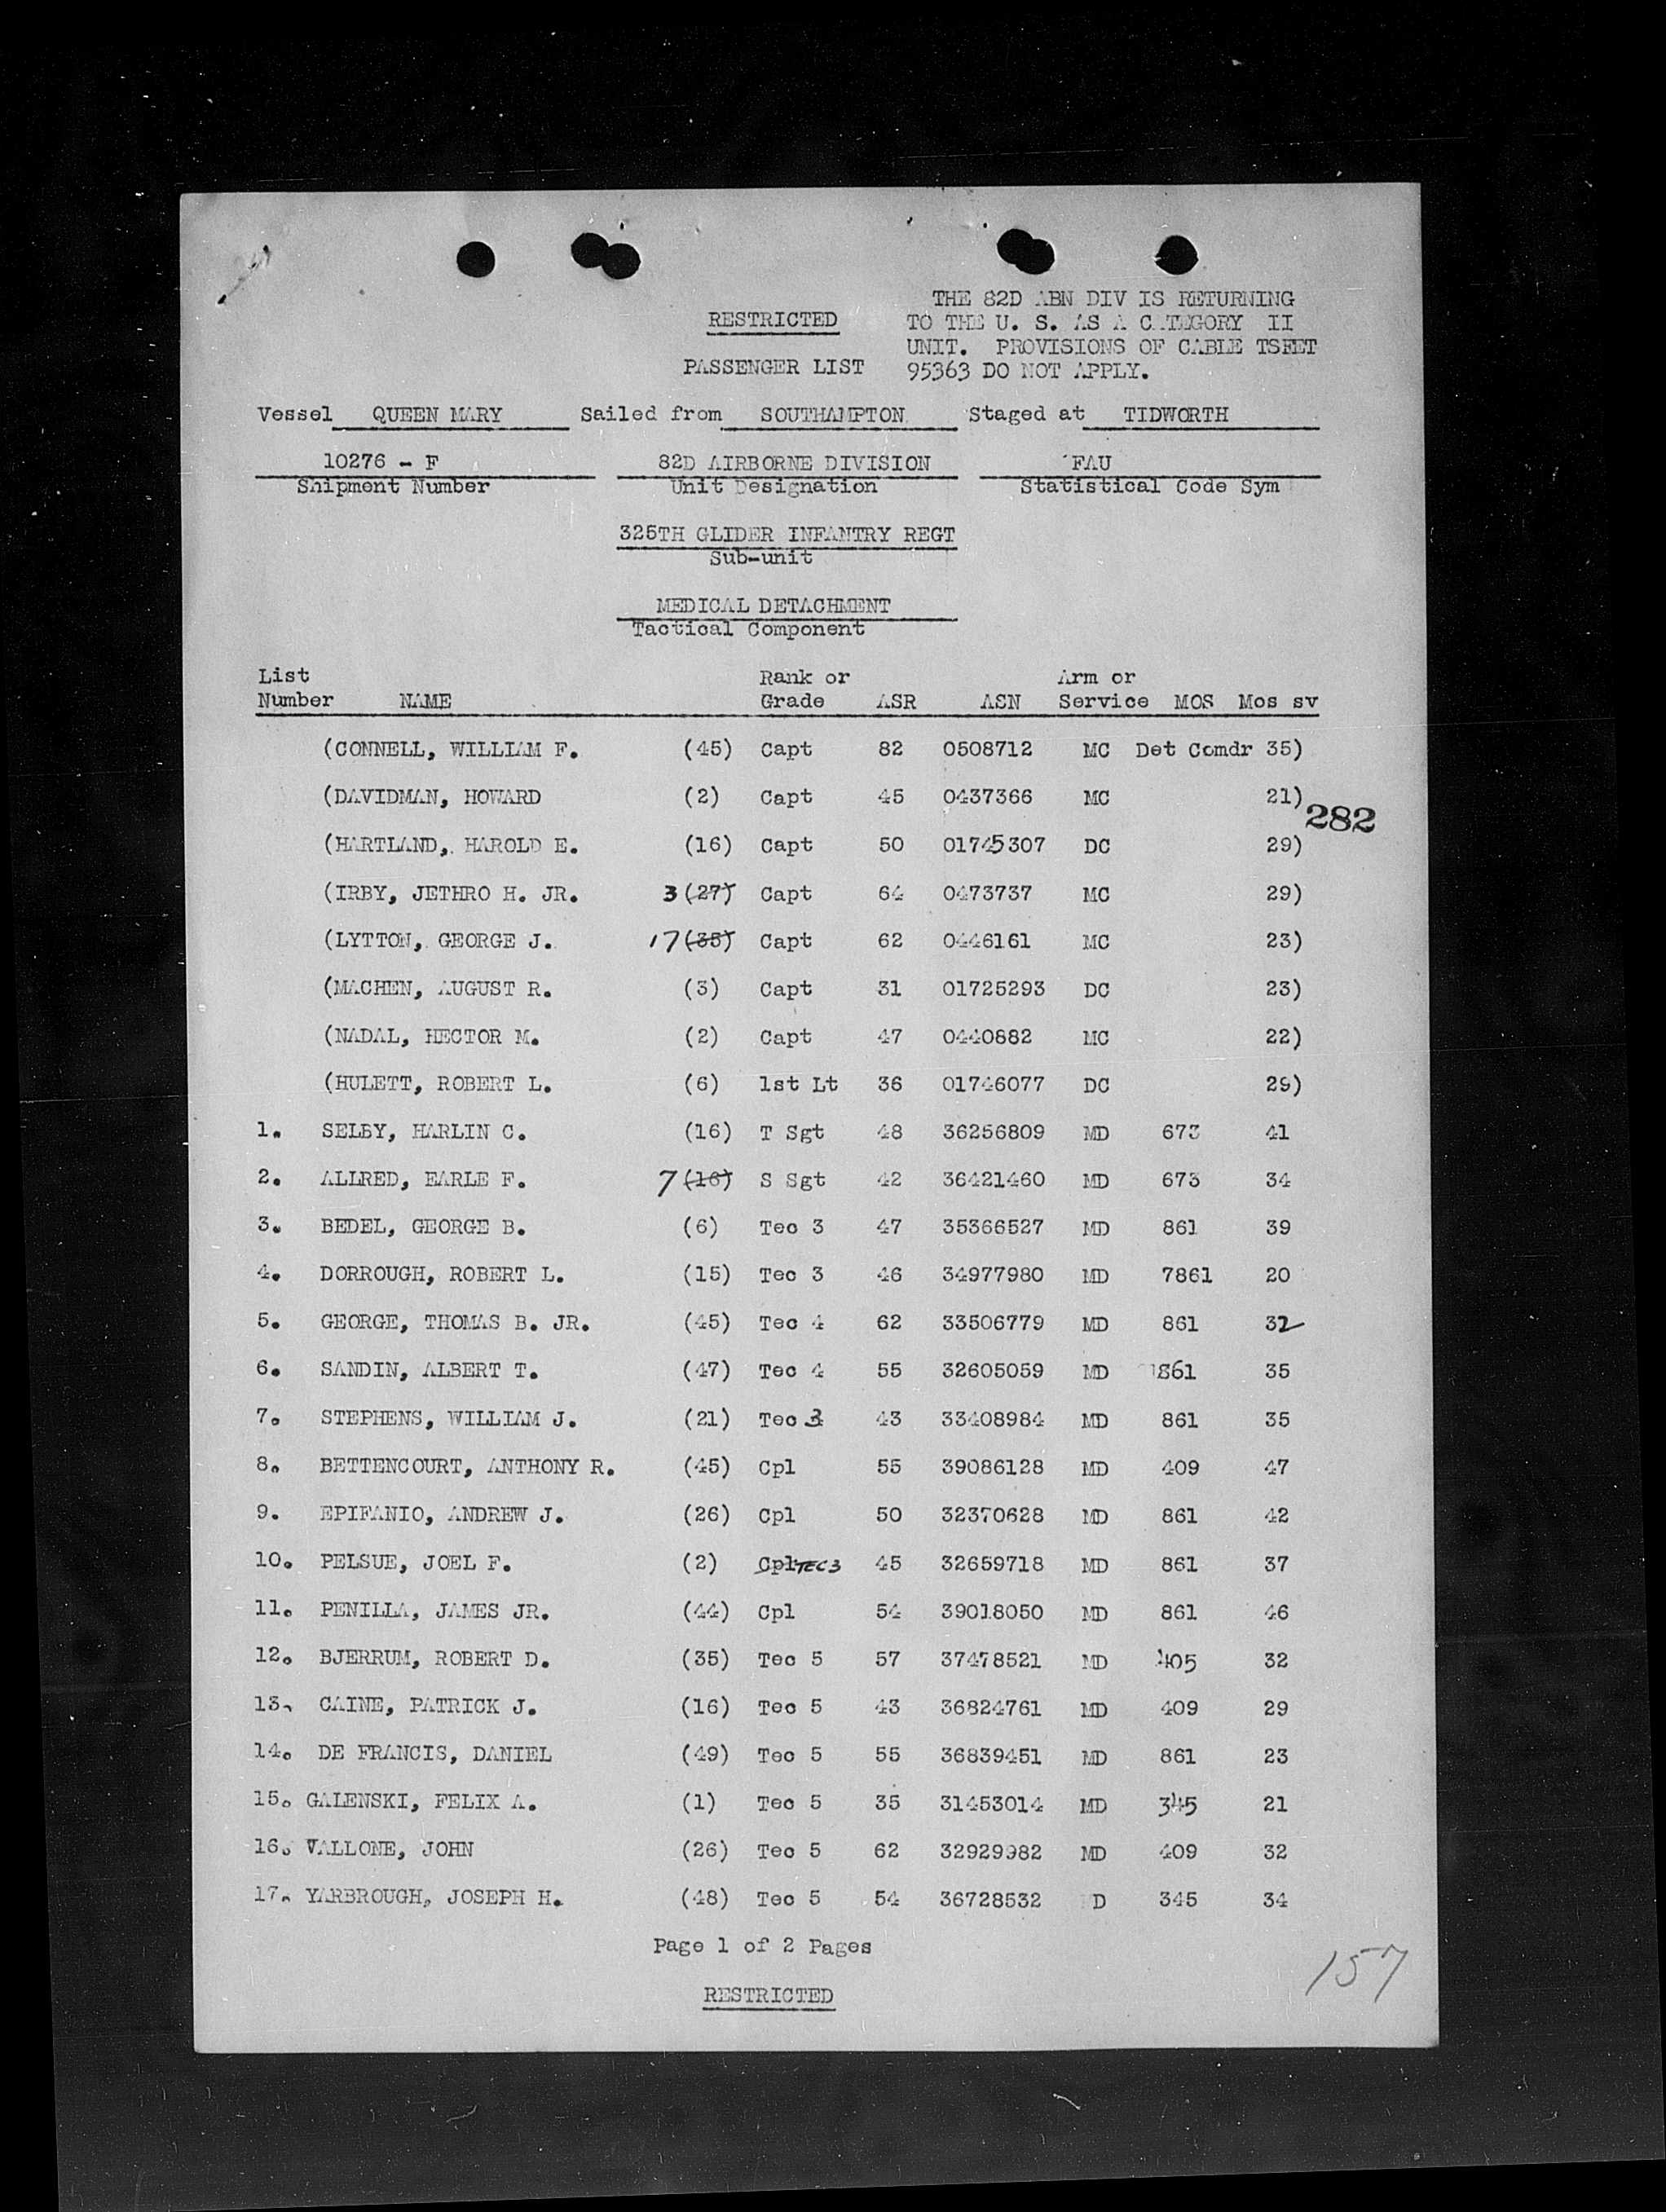 THE 82D ABN DIV IS RETURNING
RESTRICTED TO THE U. S. AS A CATEGORY II
UNIT. PROVISIONS OF CABLE TSFET
PASSENGER LIST 95363 DO NOT APPLY.
Vessel QUEEN MARY Sailed from SOUTHAMPTON Staged at TIDWORTH
10276 - F 82D AIRBORNE DIVISION FAU
Shipment Number Unit Designation Statistical Code Sym
325TH GLIDER INFANTRY REGT
Sub-unit
MEDICAL DETACHMENT
Tactical Component
List Rank or Arm or
Number NAME Grade ASR ASN Service MOS Mos sv
(CONNELL, WILLIAM F. (45) Capt 82 0508712 MC Det Comdr 35)
(DAVIDMAN, HOWARD (2) Capt 45 0437366 MC 21)
282
(HARTLAND, HAROLD E. (16) Capt 50 01745307 DC 29)
(IRBY, JETHRO H. JR. 3 (27) Capt 64 0473737 MC 29)
(LYTTON, GEORGE J. 17 (35) Capt 62 0446161 MC 23)
(MACHEN, AUGUST R. (3) Capt 31 01725293 DC 23)
(NADAL, HECTOR M. (2) Capt 47 0440882 MC 22)
(HULETT, ROBERT L. (6) 1st Lt 36 01746077 DC 29)
1. SELBY, HARLIN C. (16) T Sgt 48 36256809 MD 673 41
2. ALLRED, EARLE F. 7 (16) S Sgt 42 36421460 MD 673 34
3. BEDEL, GEORGE B. (6) Tec 3 47 35366527 MD 861 39
4. DORROUGH, ROBERT L. (15) Tec 3 46 34977980 MD 7861 20
5. GEORGE, THOMAS B. JR. (45) Tec 4 62 33506779 MD 861 32
6. SANDIN, ALBERT T. (47) Tec 4 55 32605059 MD 861 35
7. STEPHENS, WILLIAM J. (21) Tec 3 43 33408984 MD 861 35
8. BETTENCOURT, ANTHONY R. (45) Cpl 55 39086128 MD 409 47
9. EPIFANIO, ANDREW J. (26) Cpl 50 32370628 MD 861 42
10. PELSUE, JOEL F. (2) Cpl TEC 3 45 32659718 MD 861 37
11. PENILLA, JAMES JR. (44) Cpl 54 39018050 MD 861 46
12. BJERRUM, ROBERT D. (35) Tec 5 57 37478521 MD 405 32
13. CAINE, PATRICK J. (16) Tec 5 43 36824761 MD 409 29
14. DE FRANCIS, DANIEL (49) Tec 5 55 36839451 MD 861 23
15. GALENSKI, FELIX A. (1) Tec 5 35 31453014 MD 345 21
16. VALLONE, JOHN (26) Tec 5 62 32929982 MD 409 32
17. YARBROUGH, JOSEPH H. (48) Tec 5 54 36728532 D 345 34
Page 1 of 2 Pages
157
RESTRICTED